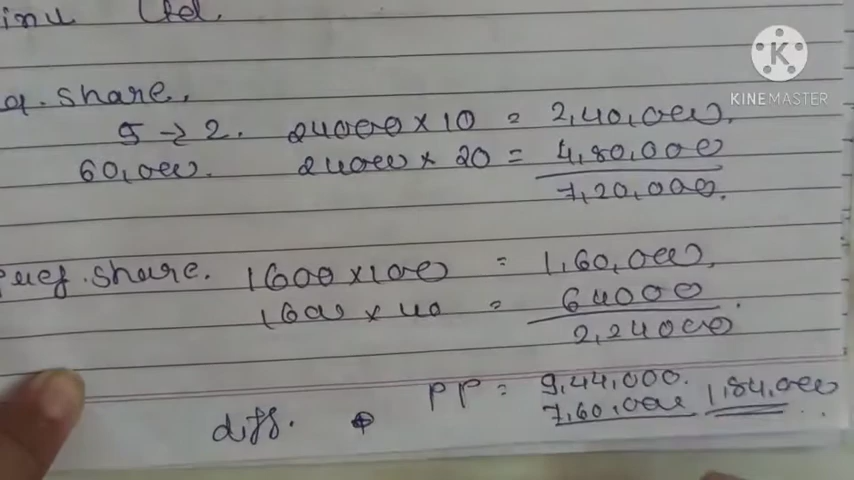 inu Ltd.
K
KINEMASTER
q. share.
5 → 2. 24000 × 10 = 2,40,000.
60,000. 24000 × 20 = 4,80,000
7,20,000.
Pref. share. 1600 × 100 = 1,60,000.
1600 × 40 = 64000.
2,24000
PP = 9,44,000.
diff. 7,60,000 1,84,000